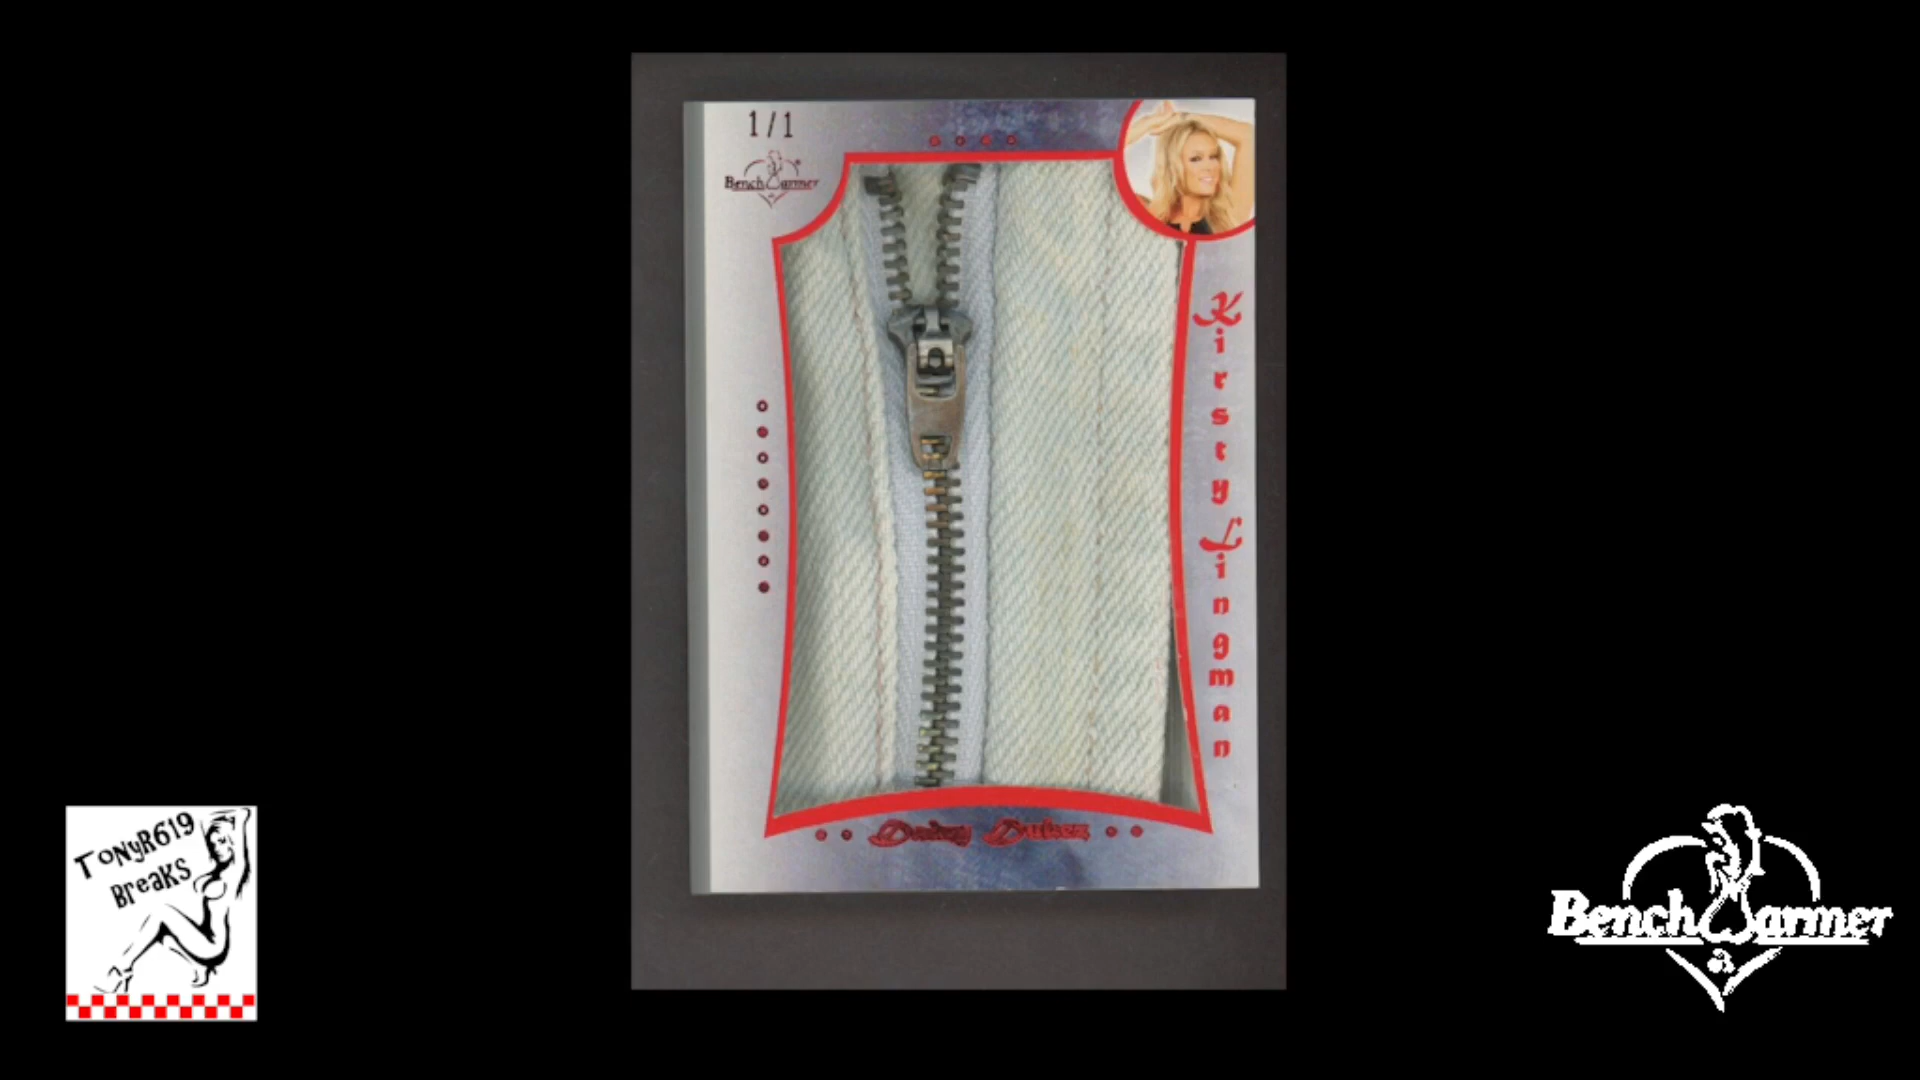 1/1
BenchWarmer
Kirsty Lingman
Daisy Dukes
TonyR619
Breaks
BenchWarmer